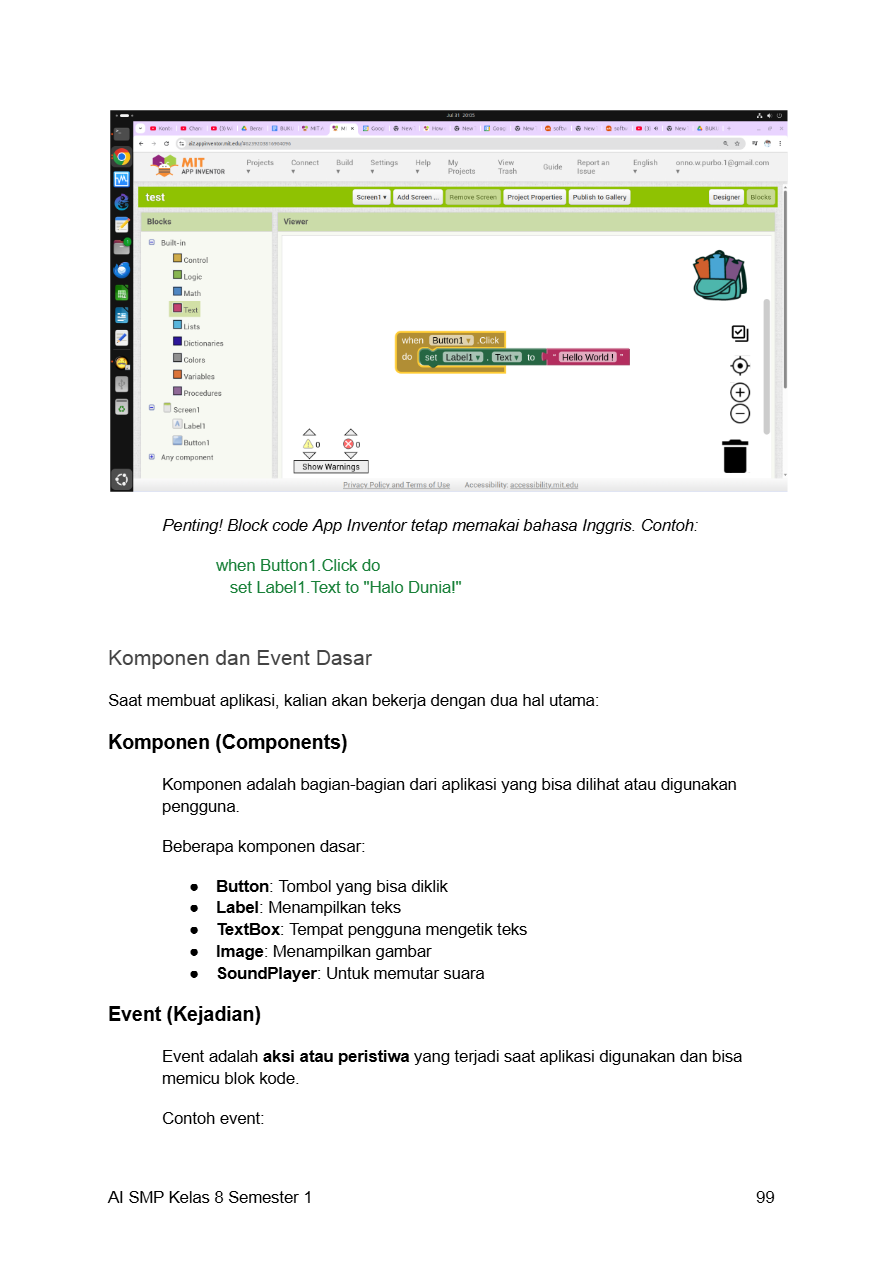 Jul 31 20:05
MIT
APP INVENTOR
Projects
Connect
Build
Settings
Help
My Projects
View Trash
Guide
Report an Issue
English
onno.w.purbo.1@gmail.com
test
Screen1
Add Screen ...
Remove Screen
Project Properties
Publish to Gallery
Designer
Blocks
Blocks
Viewer
Built-in
Control
Logic
Math
Text
Lists
Dictionaries
Colors
Variables
Procedures
Screen1
Label1
Button1
Any component
when Button1 .Click
do set Label1 . Text to " Hello World ! "
0 0
Show Warnings
Privacy Policy and Terms of Use Accessibility: accessibility.mit.edu
Penting! Block code App Inventor tetap memakai bahasa Inggris. Contoh:
when Button1.Click do
set Label1.Text to "Halo Dunia!"
Komponen dan Event Dasar
Saat membuat aplikasi, kalian akan bekerja dengan dua hal utama:
Komponen (Components)
Komponen adalah bagian-bagian dari aplikasi yang bisa dilihat atau digunakan
pengguna.
Beberapa komponen dasar:
● Button: Tombol yang bisa diklik
● Label: Menampilkan teks
● TextBox: Tempat pengguna mengetik teks
● Image: Menampilkan gambar
● SoundPlayer: Untuk memutar suara
Event (Kejadian)
Event adalah aksi atau peristiwa yang terjadi saat aplikasi digunakan dan bisa
memicu blok kode.
Contoh event:
AI SMP Kelas 8 Semester 1 99